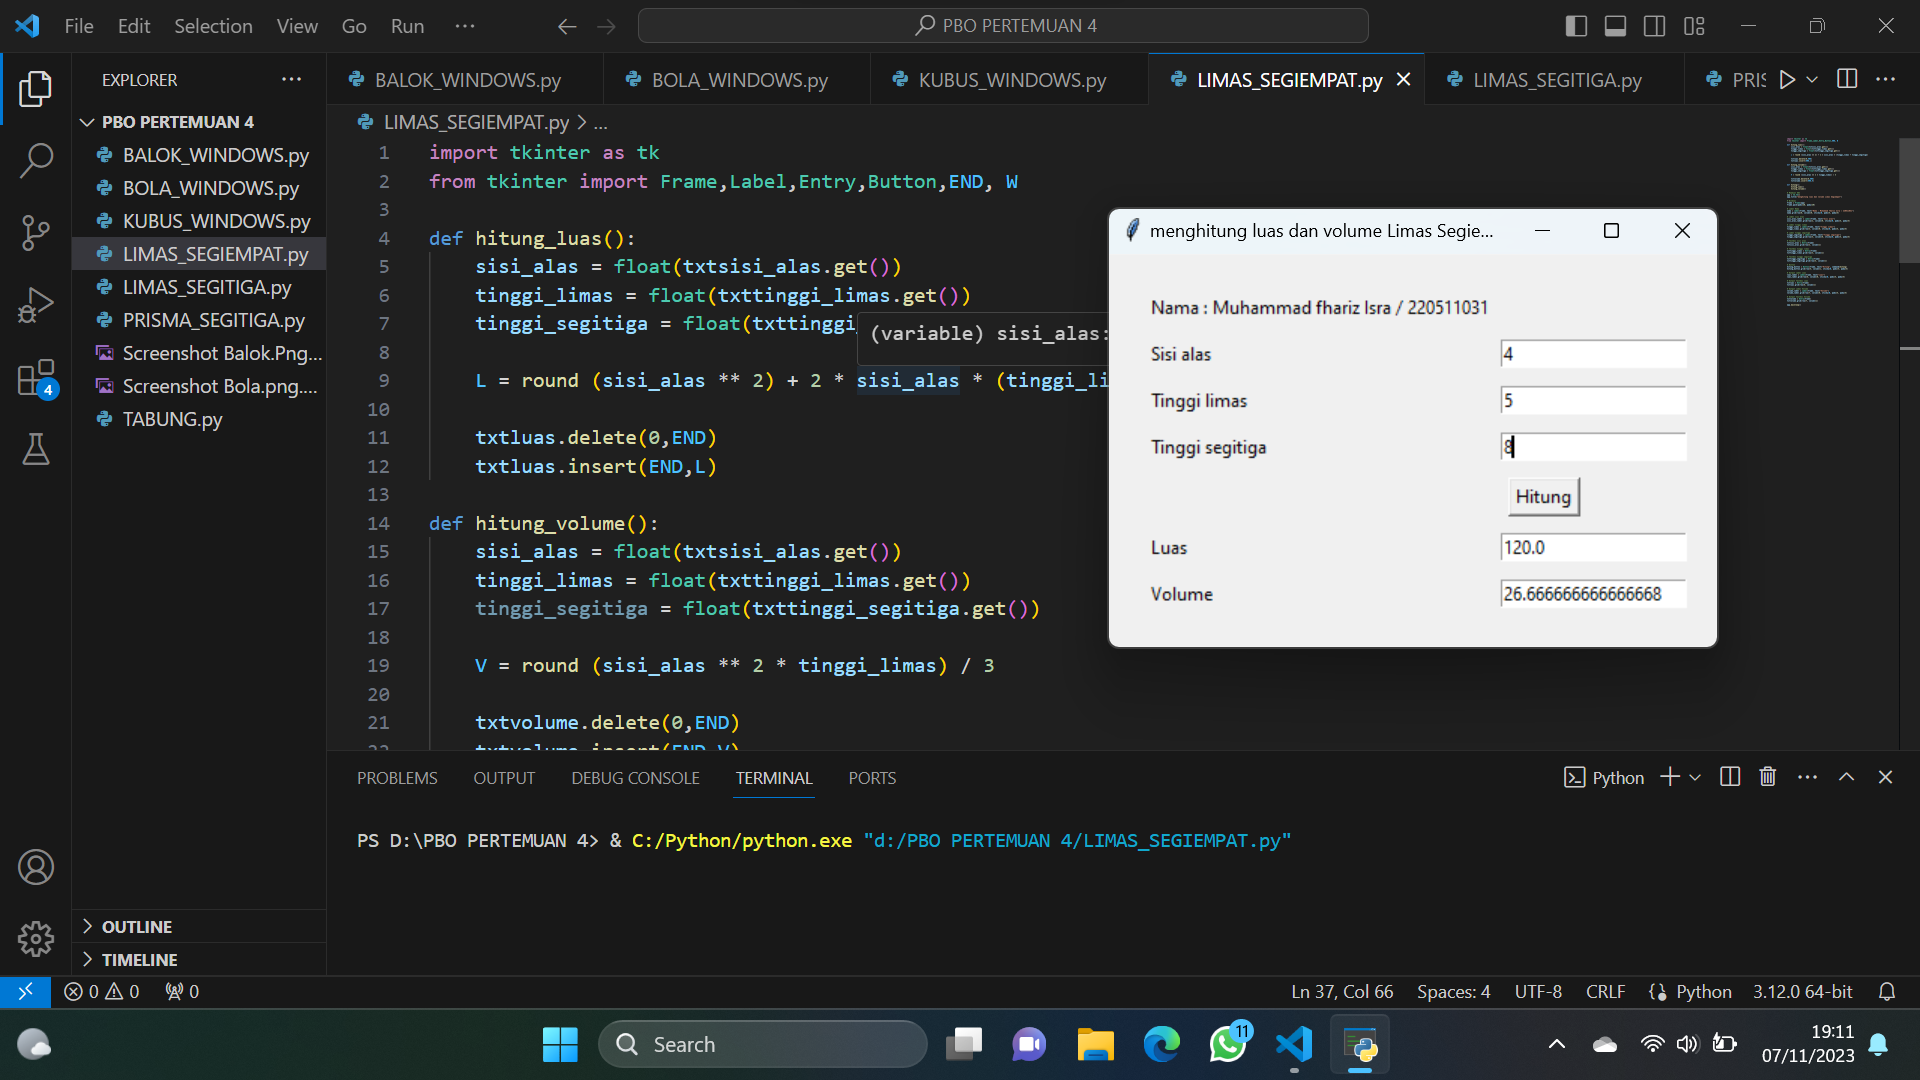 File Edit Selection View Go Run ···
PBO PERTEMUAN 4
EXPLORER
PBO PERTEMUAN 4
BALOK_WINDOWS.py
BOLA_WINDOWS.py
KUBUS_WINDOWS.py
LIMAS_SEGIEMPAT.py
LIMAS_SEGITIGA.py
PRISMA_SEGITIGA.py
Screenshot Balok.Png...
Screenshot Bola.png....
TABUNG.py
4
OUTLINE
TIMELINE
BALOK_WINDOWS.py BOLA_WINDOWS.py KUBUS_WINDOWS.py LIMAS_SEGIEMPAT.py LIMAS_SEGITIGA.py PRIS
LIMAS_SEGIEMPAT.py > ...
1 import tkinter as tk
2 from tkinter import Frame,Label,Entry,Button,END, W
3
4 def hitung_luas():
5 sisi_alas = float(txtsisi_alas.get())
6 tinggi_limas = float(txttinggi_limas.get())
7 tinggi_segitiga = float(txttinggi
(variable) sisi_alas:
8
9 L = round (sisi_alas ** 2) + 2 * sisi_alas * (tinggi_li
10
11 txtluas.delete(0,END)
12 txtluas.insert(END,L)
13
14 def hitung_volume():
15 sisi_alas = float(txtsisi_alas.get())
16 tinggi_limas = float(txttinggi_limas.get())
17 tinggi_segitiga = float(txttinggi_segitiga.get())
18
19 V = round (sisi_alas ** 2 * tinggi_limas) / 3
20
21 txtvolume.delete(0,END)
22 txtvolume.insert(END,V)
menghitung luas dan volume Limas Segie...
Nama : Muhammad fhariz Isra / 220511031
Sisi alas 4
Tinggi limas 5
Tinggi segitiga 8
Hitung
Luas 120.0
Volume 26.666666666666668
PROBLEMS OUTPUT DEBUG CONSOLE TERMINAL PORTS
Python
PS D:\PBO PERTEMUAN 4> & C:/Python/python.exe "d:/PBO PERTEMUAN 4/LIMAS_SEGIEMPAT.py"
0 0 0
Ln 37, Col 66 Spaces: 4 UTF-8 CRLF Python 3.12.0 64-bit
Search
11
19:11
07/11/2023